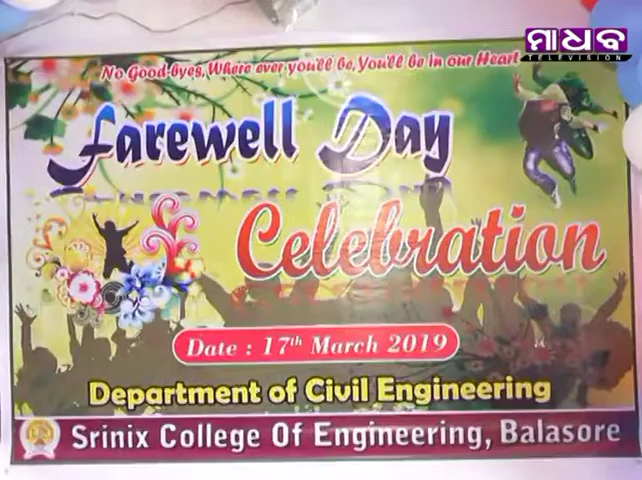 ମାଧବ
TELEVISION
No Good-byes, Where ever you'll be, You'll be in our Heart
Farewell Day
Celebration
Date : 17th March 2019
Department of Civil Engineering
Srinix College Of Engineering, Balasore